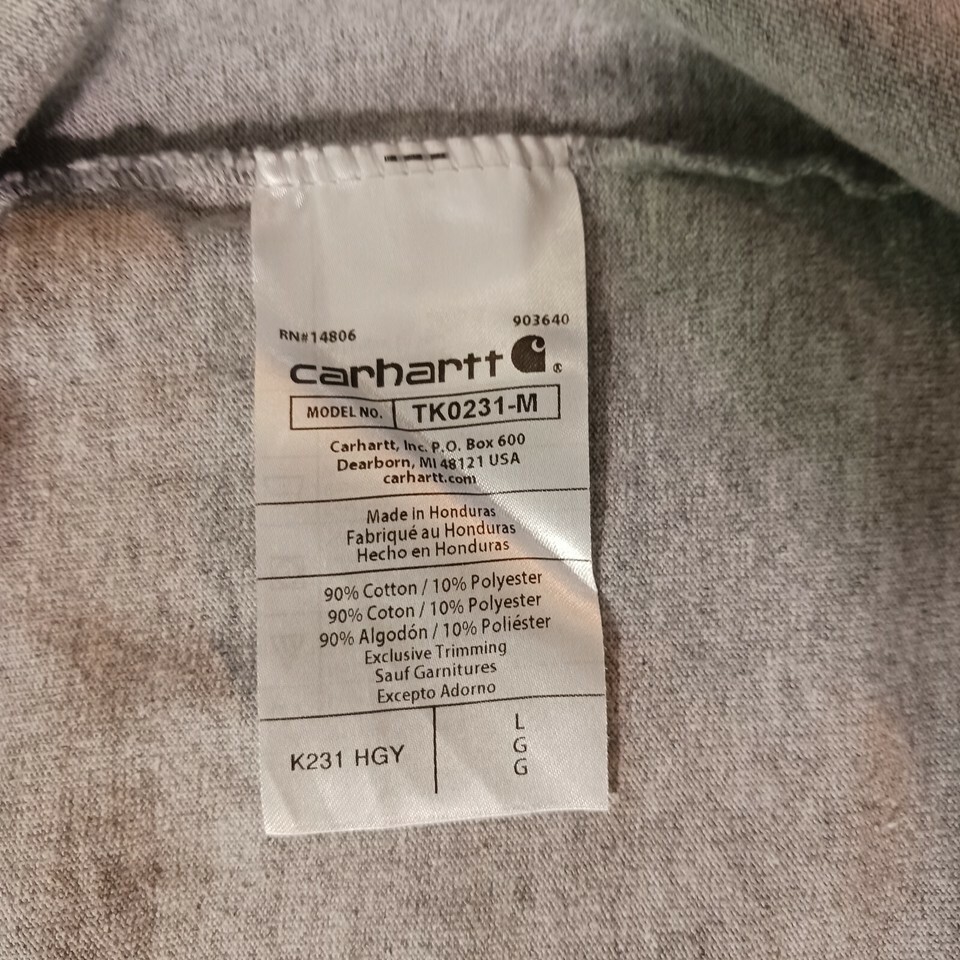 RN#14806 903640
carhartt ®
MODEL NO. TK0231-M
Carhartt, Inc. P.O. Box 600
Dearborn, MI 48121 USA
carhartt.com
Made in Honduras
Fabriqué au Honduras
Hecho en Honduras
90% Cotton / 10% Polyester
90% Coton / 10% Polyester
90% Algodón / 10% Poliéster
Exclusive Trimming
Sauf Garnitures
Excepto Adorno
K231 HGY
L
G
G